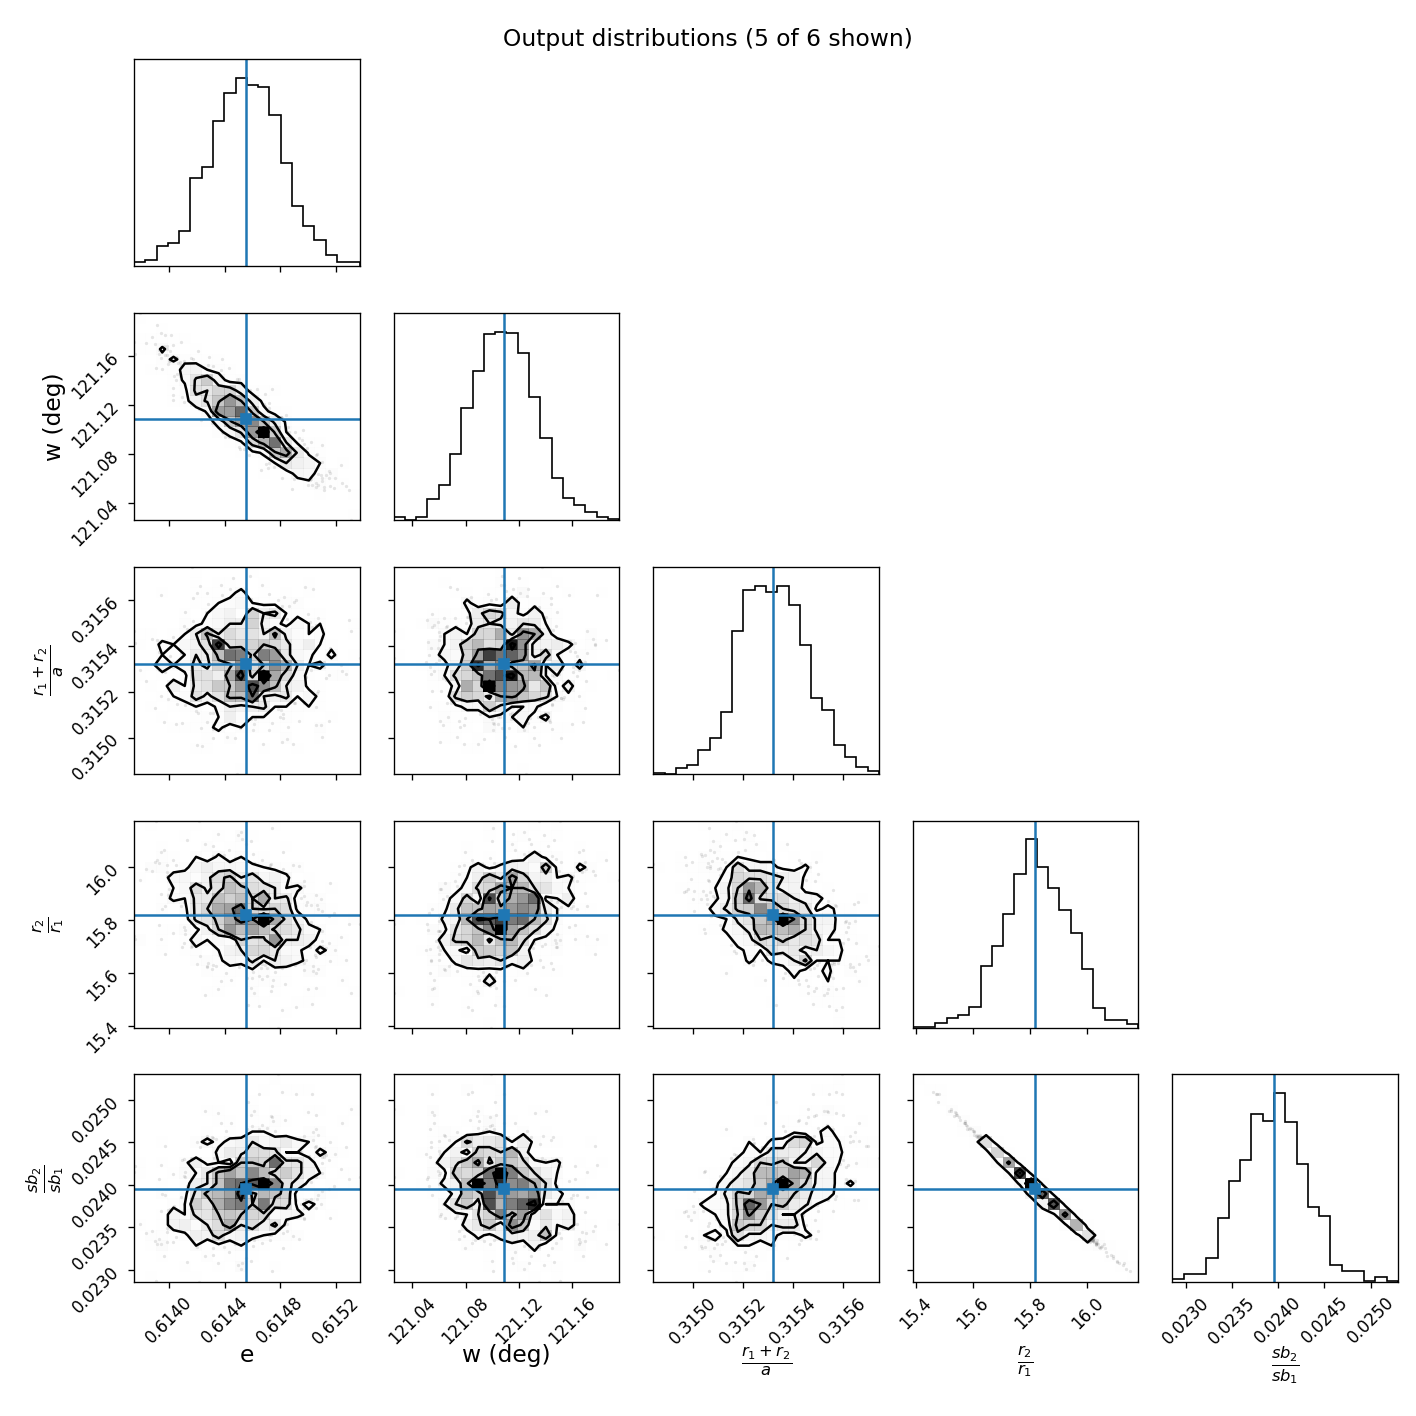 Output distributions (5 of 6 shown)
w (deg)
121.16
121.12
121.08
121.04
r₁ + r₂
a
0.3156
0.3154
0.3152
0.3150
r₂
r₁
16.0
15.8
15.6
15.4
sb₂
sb₁
0.0250
0.0245
0.0240
0.0235
0.0230
0.6140 0.6144 0.6148 0.6152
e
121.04 121.08 121.12 121.16
w (deg)
0.3150 0.3152 0.3154 0.3156
r₁ + r₂
a
15.4 15.6 15.8 16.0
r₂
r₁
0.0230 0.0235 0.0240 0.0245 0.0250
sb₂
sb₁